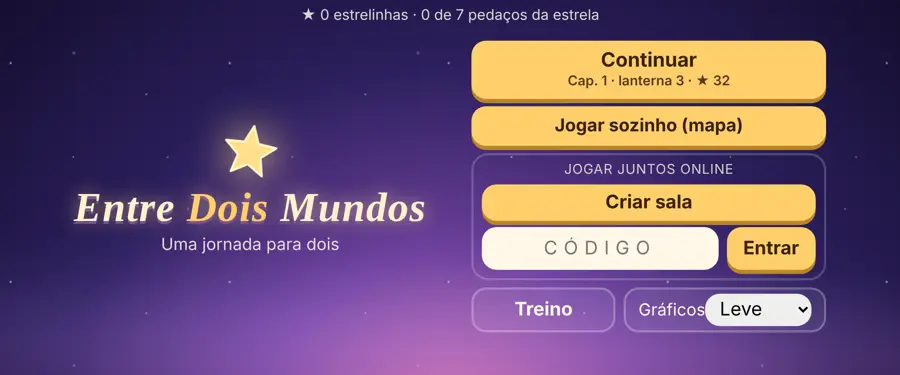 ★ 0 estrelinhas · 0 de 7 pedaços da estrela
Entre Dois Mundos
Uma jornada para dois
Continuar
Cap. 1 · lanterna 3 · ★ 32
Jogar sozinho (mapa)
JOGAR JUNTOS ONLINE
Criar sala
CÓDIGO
Entrar
Treino
Gráficos Leve